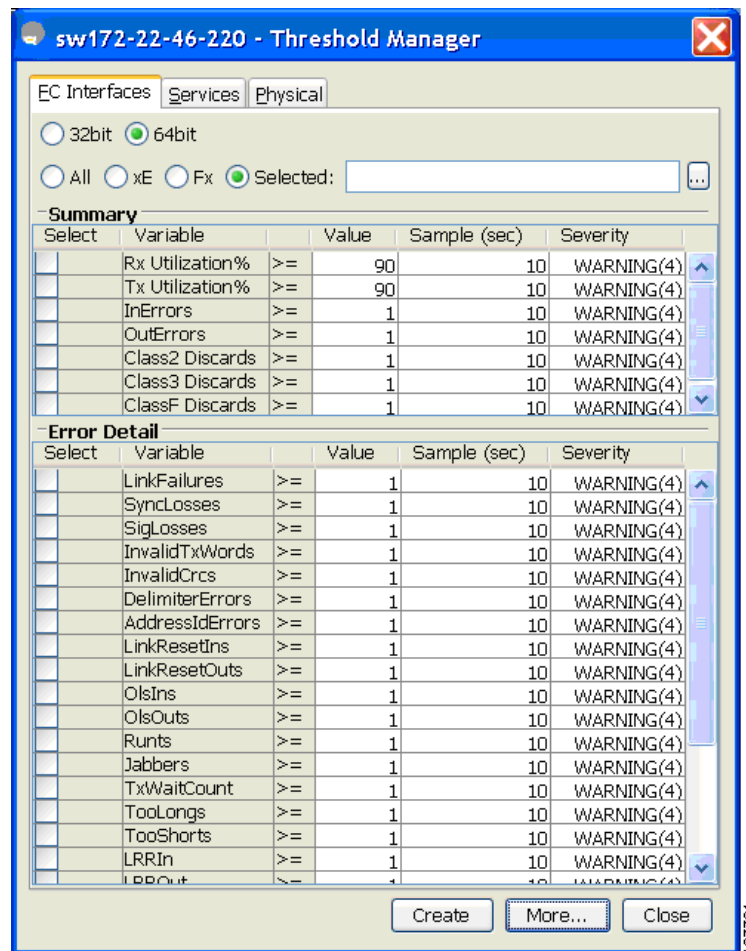 sw172-22-46-220 - Threshold Manager
FC Interfaces Services Physical
32bit 64bit
All xE Fx Selected: ...
Summary
Select Variable Value Sample (sec) Severity
Rx Utilization% >= 90 10 WARNING(4)
Tx Utilization% >= 90 10 WARNING(4)
InErrors >= 1 10 WARNING(4)
OutErrors >= 1 10 WARNING(4)
Class2 Discards >= 1 10 WARNING(4)
Class3 Discards >= 1 10 WARNING(4)
ClassF Discards >= 1 10 WARNING(4)
Error Detail
Select Variable Value Sample (sec) Severity
LinkFailures >= 1 10 WARNING(4)
SyncLosses >= 1 10 WARNING(4)
SigLosses >= 1 10 WARNING(4)
InvalidTxWords >= 1 10 WARNING(4)
InvalidCrcs >= 1 10 WARNING(4)
DelimiterErrors >= 1 10 WARNING(4)
AddressIdErrors >= 1 10 WARNING(4)
LinkResetIns >= 1 10 WARNING(4)
LinkResetOuts >= 1 10 WARNING(4)
OlsIns >= 1 10 WARNING(4)
OlsOuts >= 1 10 WARNING(4)
Runts >= 1 10 WARNING(4)
Jabbers >= 1 10 WARNING(4)
TxWaitCount >= 1 10 WARNING(4)
TooLongs >= 1 10 WARNING(4)
TooShorts >= 1 10 WARNING(4)
LRRIn >= 1 10 WARNING(4)
LRROut >= 1 10 WARNING(4)
Create More... Close